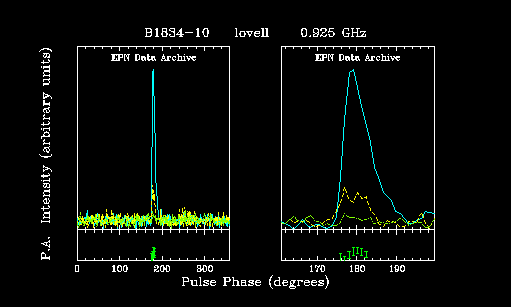 B1834-10 lovell 0.925 GHz
EPN Data Archive EPN Data Archive
P.A. Intensity (arbitrary units)
0 100 200 300 170 180 190
Pulse Phase (degrees)